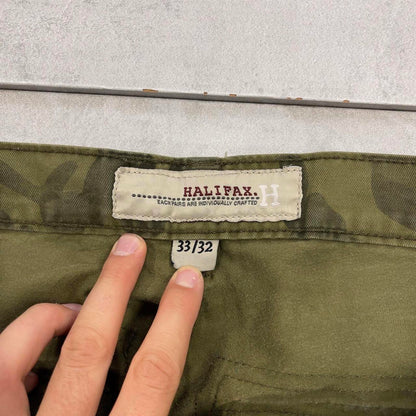 HALIFAX. H
EACH PAIRS ARE INDIVIDUALLY CRAFTED
33/32